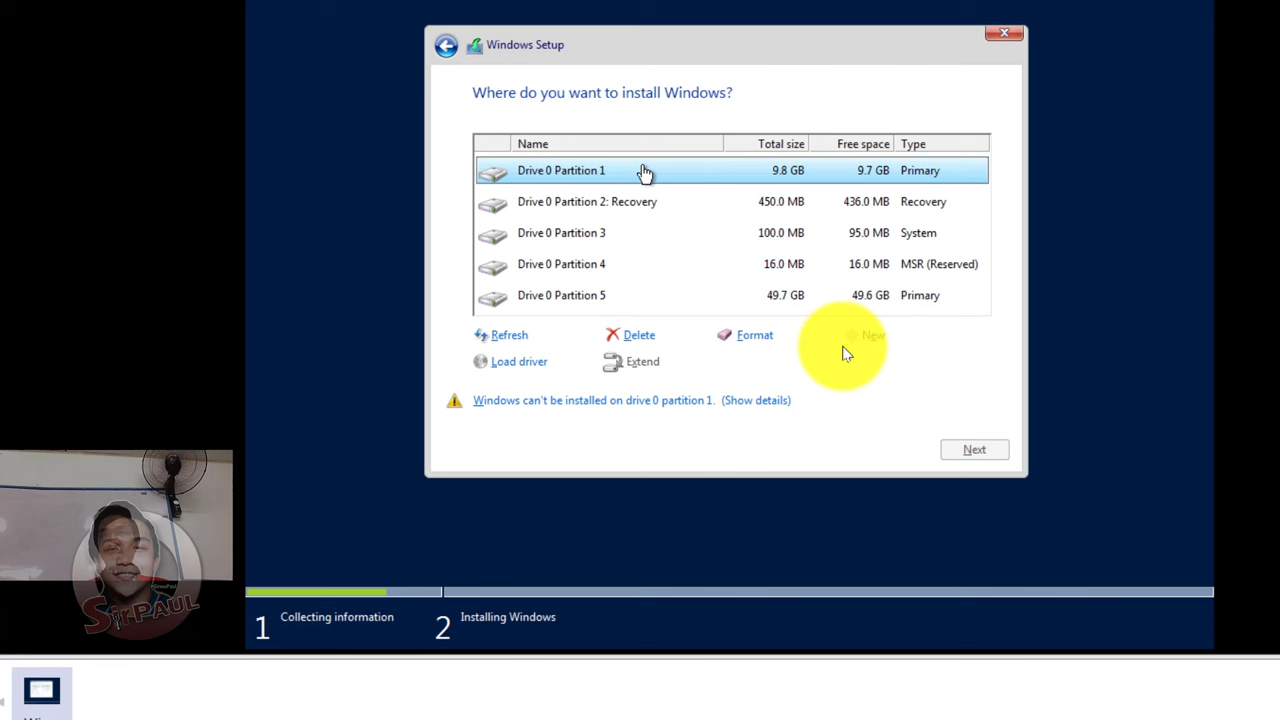 Windows Setup
Where do you want to install Windows?
Name Total size Free space Type
Drive 0 Partition 1 9.8 GB 9.7 GB Primary
Drive 0 Partition 2: Recovery 450.0 MB 436.0 MB Recovery
Drive 0 Partition 3 100.0 MB 95.0 MB System
Drive 0 Partition 4 16.0 MB 16.0 MB MSR (Reserved)
Drive 0 Partition 5 49.7 GB 49.6 GB Primary
Refresh Delete Format New
Load driver Extend
Windows can't be installed on drive 0 partition 1. (Show details)
Next
SirPAUL
1 Collecting information 2 Installing Windows